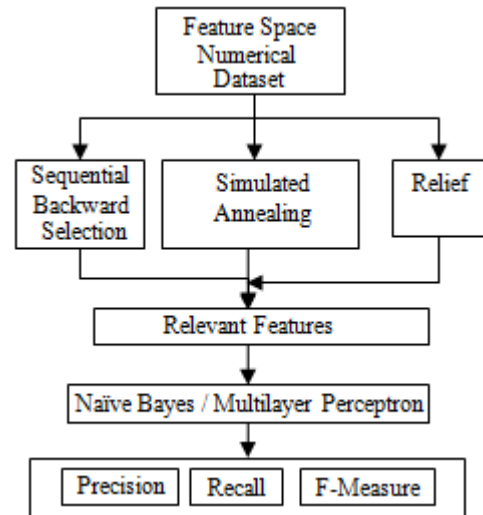 Feature Space
Numerical
Dataset
Sequential
Backward
Selection
Simulated
Annealing
Relief
Relevant Features
Naïve Bayes / Multilayer Perceptron
Precision
Recall
F-Measure